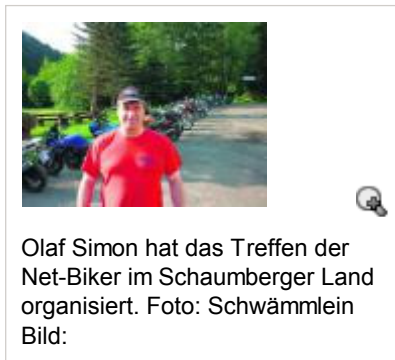 Olaf Simon hat das Treffen der
Net-Biker im Schaumberger Land
organisiert. Foto: Schwämmlein
Bild: